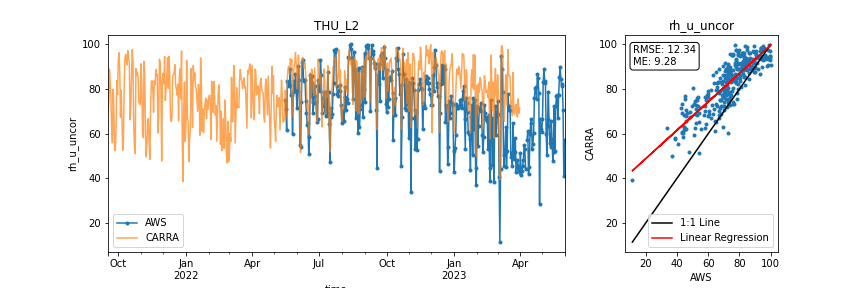 THU_L2
rh_u_uncor
100
80
60
40
20
rh_u_uncor
AWS
CARRA
Oct
Jan
2022
Apr
Jul
Oct
Jan
2023
Apr
time
rh_u_uncor
RMSE: 12.34
ME: 9.28
100
80
60
40
20
CARRA
1:1 Line
Linear Regression
20
40
60
80
100
AWS